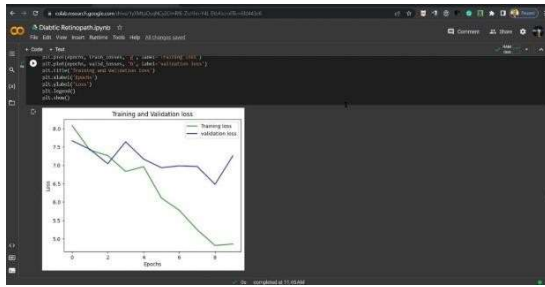 Diabtic Retinopath.ipynb
Comment
Share
File Edit View Insert Runtime Tools Help All changes saved
+ Code + Text
plt.plot(epochs, train_losses, 'g', label='Training loss')
plt.plot(epochs, valid_losses, 'b', label='validation loss')
plt.title('Training and Validation loss')
plt.xlabel('Epochs')
plt.ylabel('Loss')
plt.legend()
plt.show()
Training and Validation loss
Training loss
validation loss
8.0
7.5
7.0
6.5
6.0
5.5
5.0
Loss
0 2 4 6 8
Epochs
0s completed at 11:45 AM